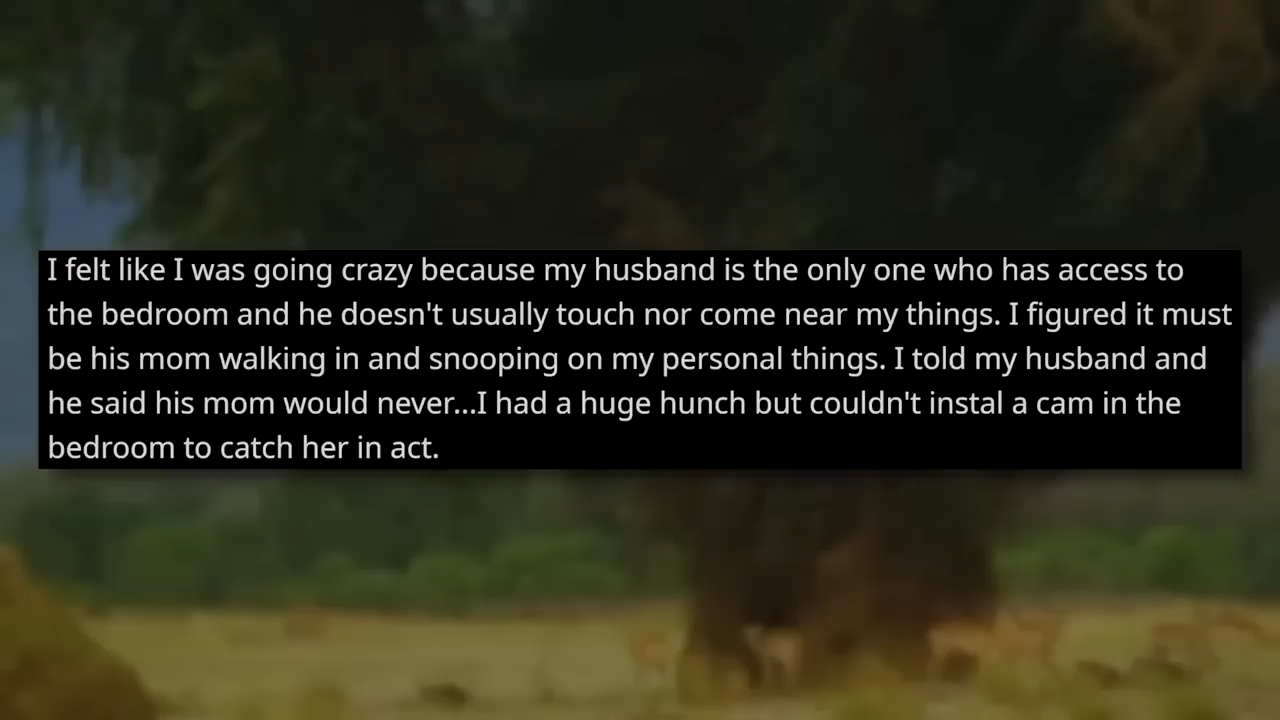 I felt like I was going crazy because my husband is the only one who has access to
the bedroom and he doesn't usually touch nor come near my things. I figured it must
be his mom walking in and snooping on my personal things. I told my husband and
he said his mom would never...I had a huge hunch but couldn't instal a cam in the
bedroom to catch her in act.